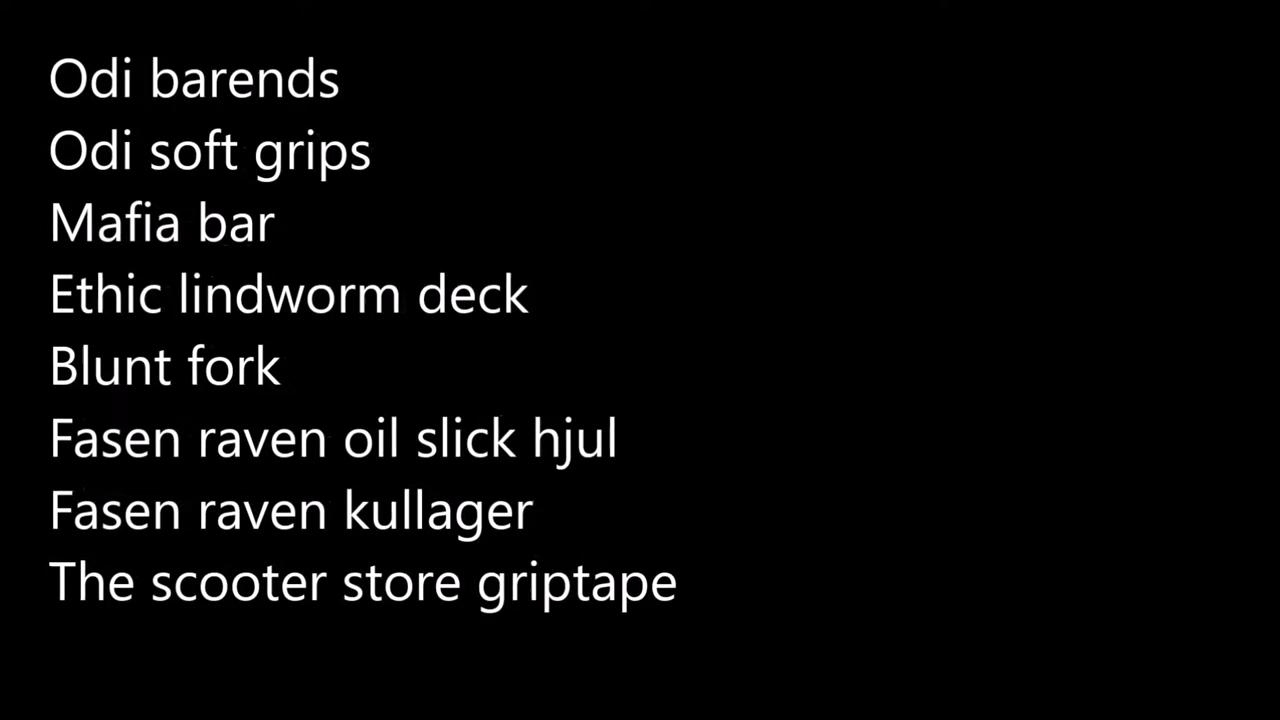 Odi barends
Odi soft grips
Mafia bar
Ethic lindworm deck
Blunt fork
Fasen raven oil slick hjul
Fasen raven kullager
The scooter store griptape